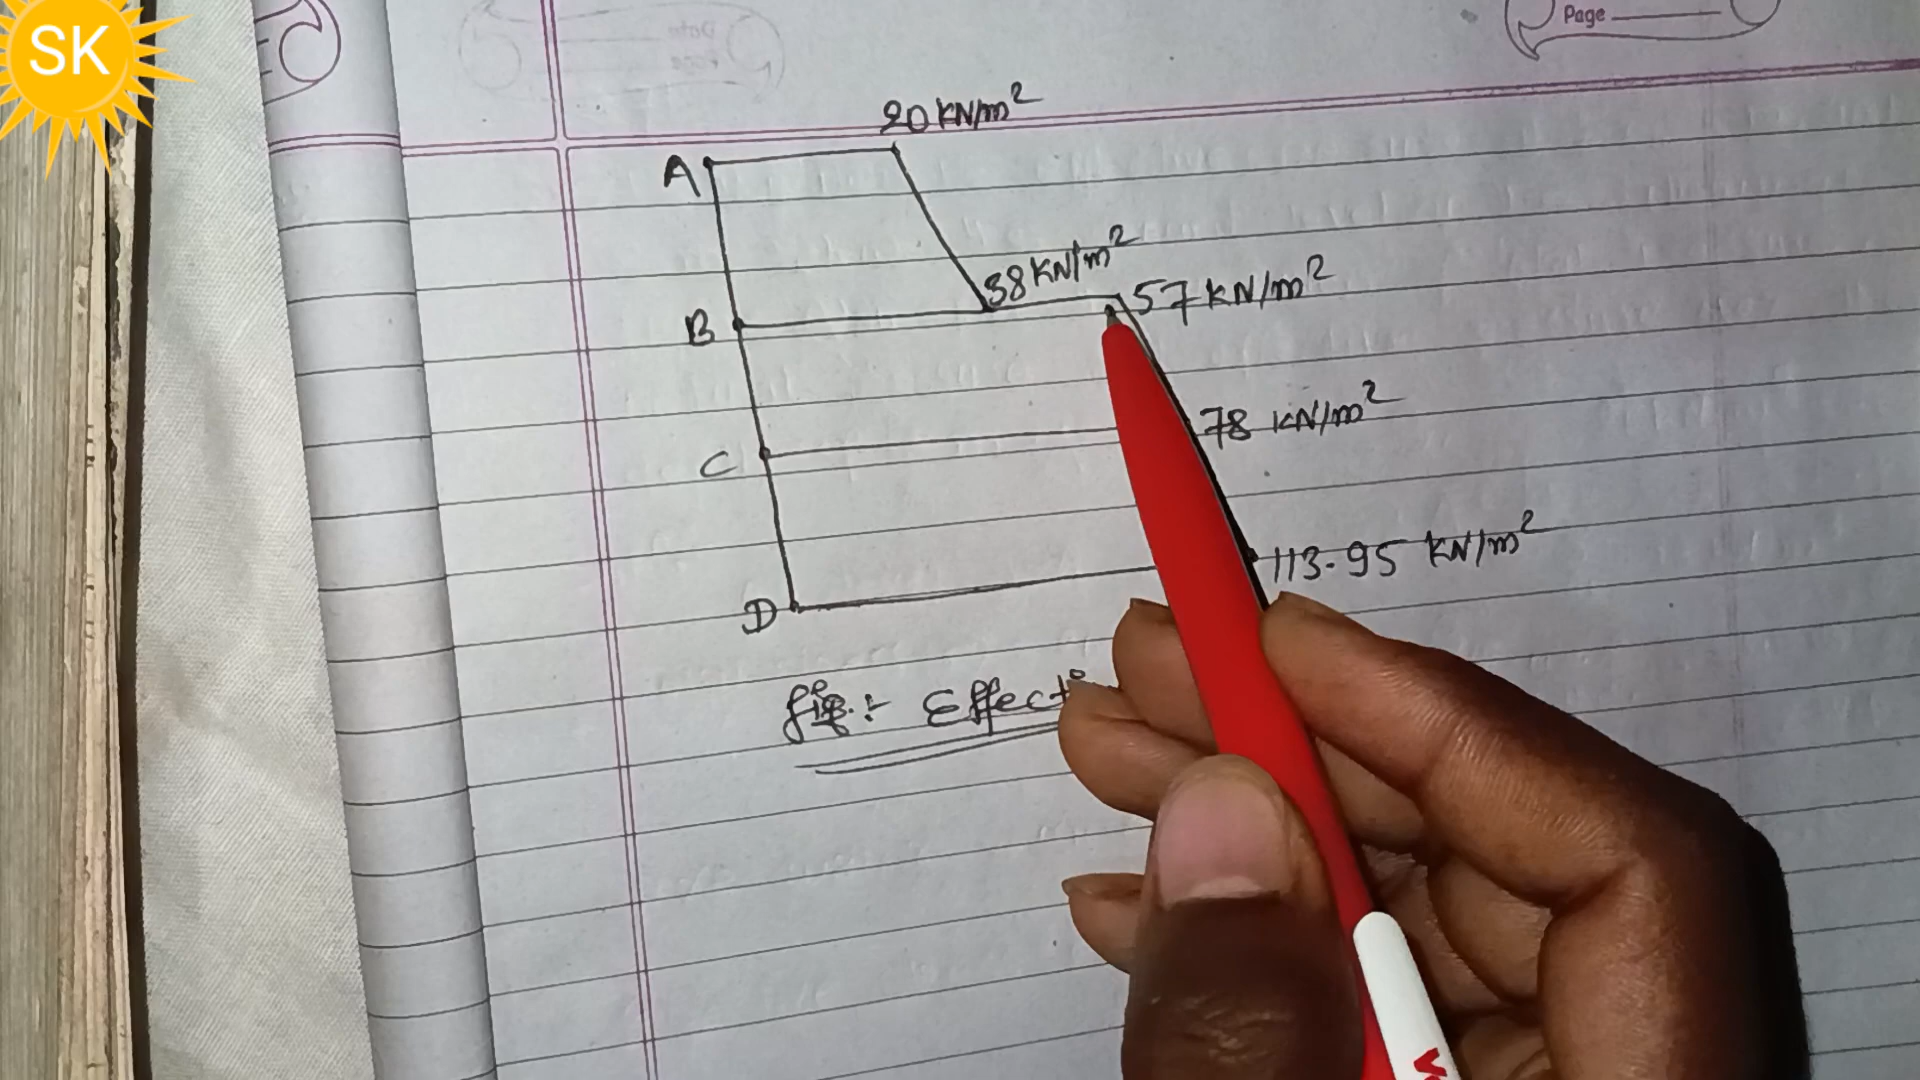 SK
Page
20 KN/m²
A
38 KN/m²
57 KN/m²
B
78 KN/m²
C
113.95 KN/m²
D
fig:- Effecti